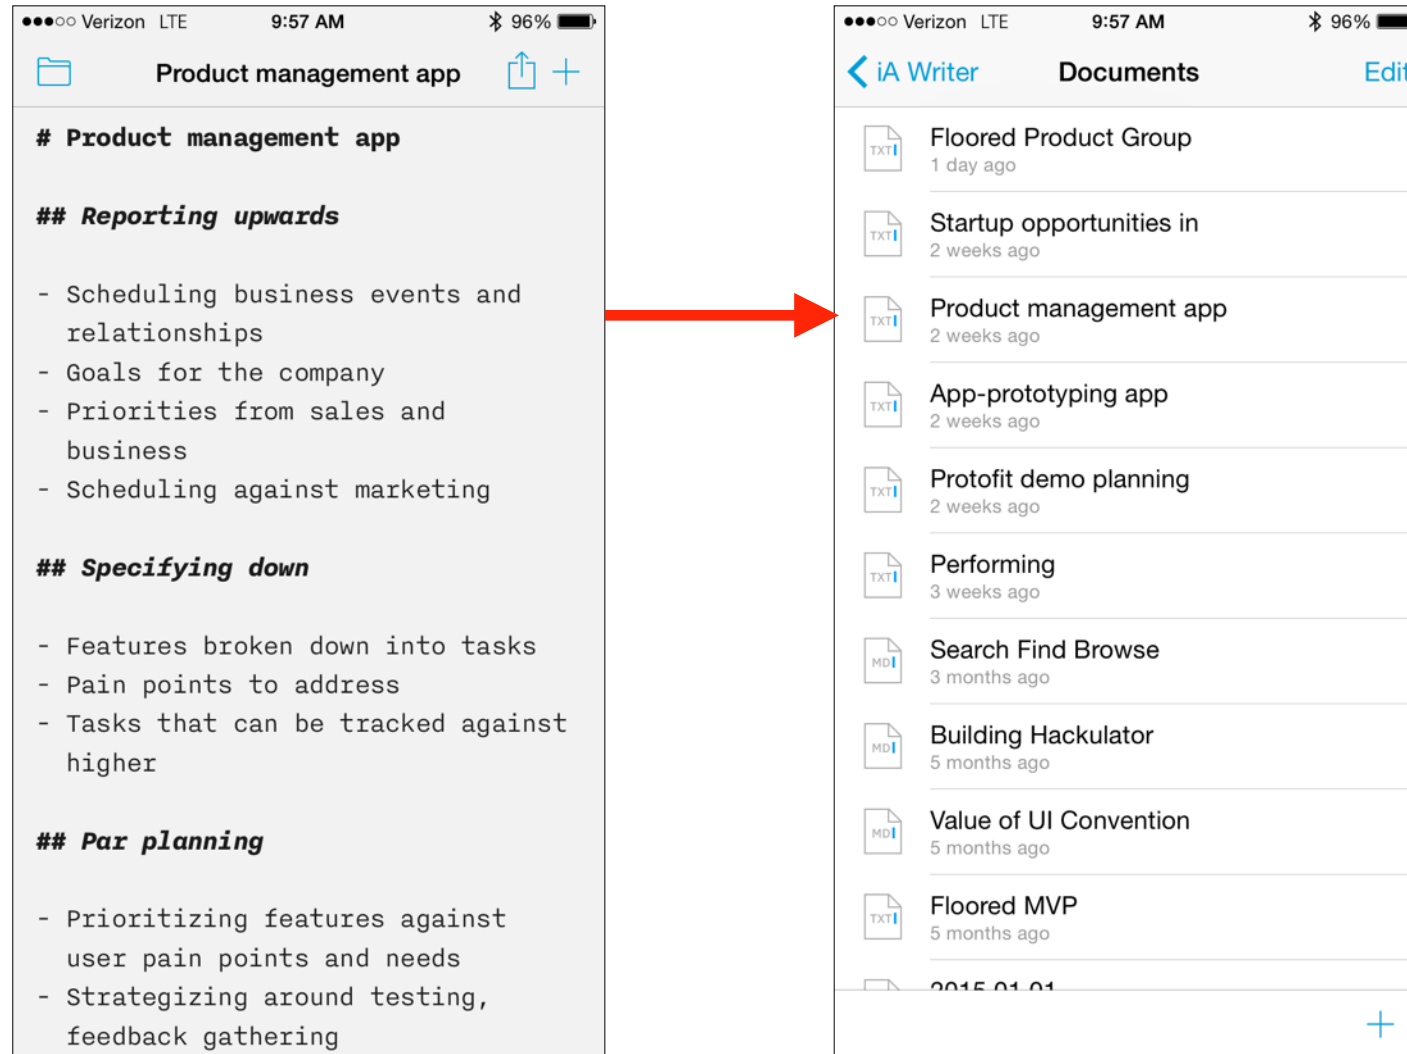 Verizon LTE 9:57 AM 96%
Product management app
# Product management app
## Reporting upwards
- Scheduling business events and
relationships
- Goals for the company
- Priorities from sales and
business
- Scheduling against marketing
## Specifying down
- Features broken down into tasks
- Pain points to address
- Tasks that can be tracked against
higher
## Par planning
- Prioritizing features against
user pain points and needs
- Strategizing around testing,
feedback gathering
Verizon LTE 9:57 AM 96%
iA Writer Documents Edit
TXT Floored Product Group
1 day ago
TXT Startup opportunities in
2 weeks ago
TXT Product management app
2 weeks ago
TXT App-prototyping app
2 weeks ago
TXT Protofit demo planning
2 weeks ago
TXT Performing
3 weeks ago
MD Search Find Browse
3 months ago
MD Building Hackulator
5 months ago
MD Value of UI Convention
5 months ago
TXT Floored MVP
5 months ago
2015 01 01